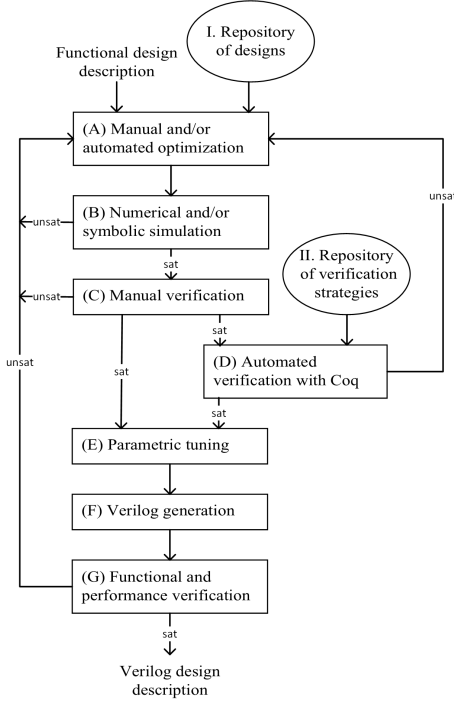 I. Repository
of designs
Functional design
description
(A) Manual and/or
automated optimization
unsat
(B) Numerical and/or
symbolic simulation
unsat
sat
II. Repository
of verification
strategies
(C) Manual verification
unsat
sat
unsat
sat
(D) Automated
verification with Coq
sat
(E) Parametric tuning
(F) Verilog generation
(G) Functional and
performance verification
sat
Verilog design
description